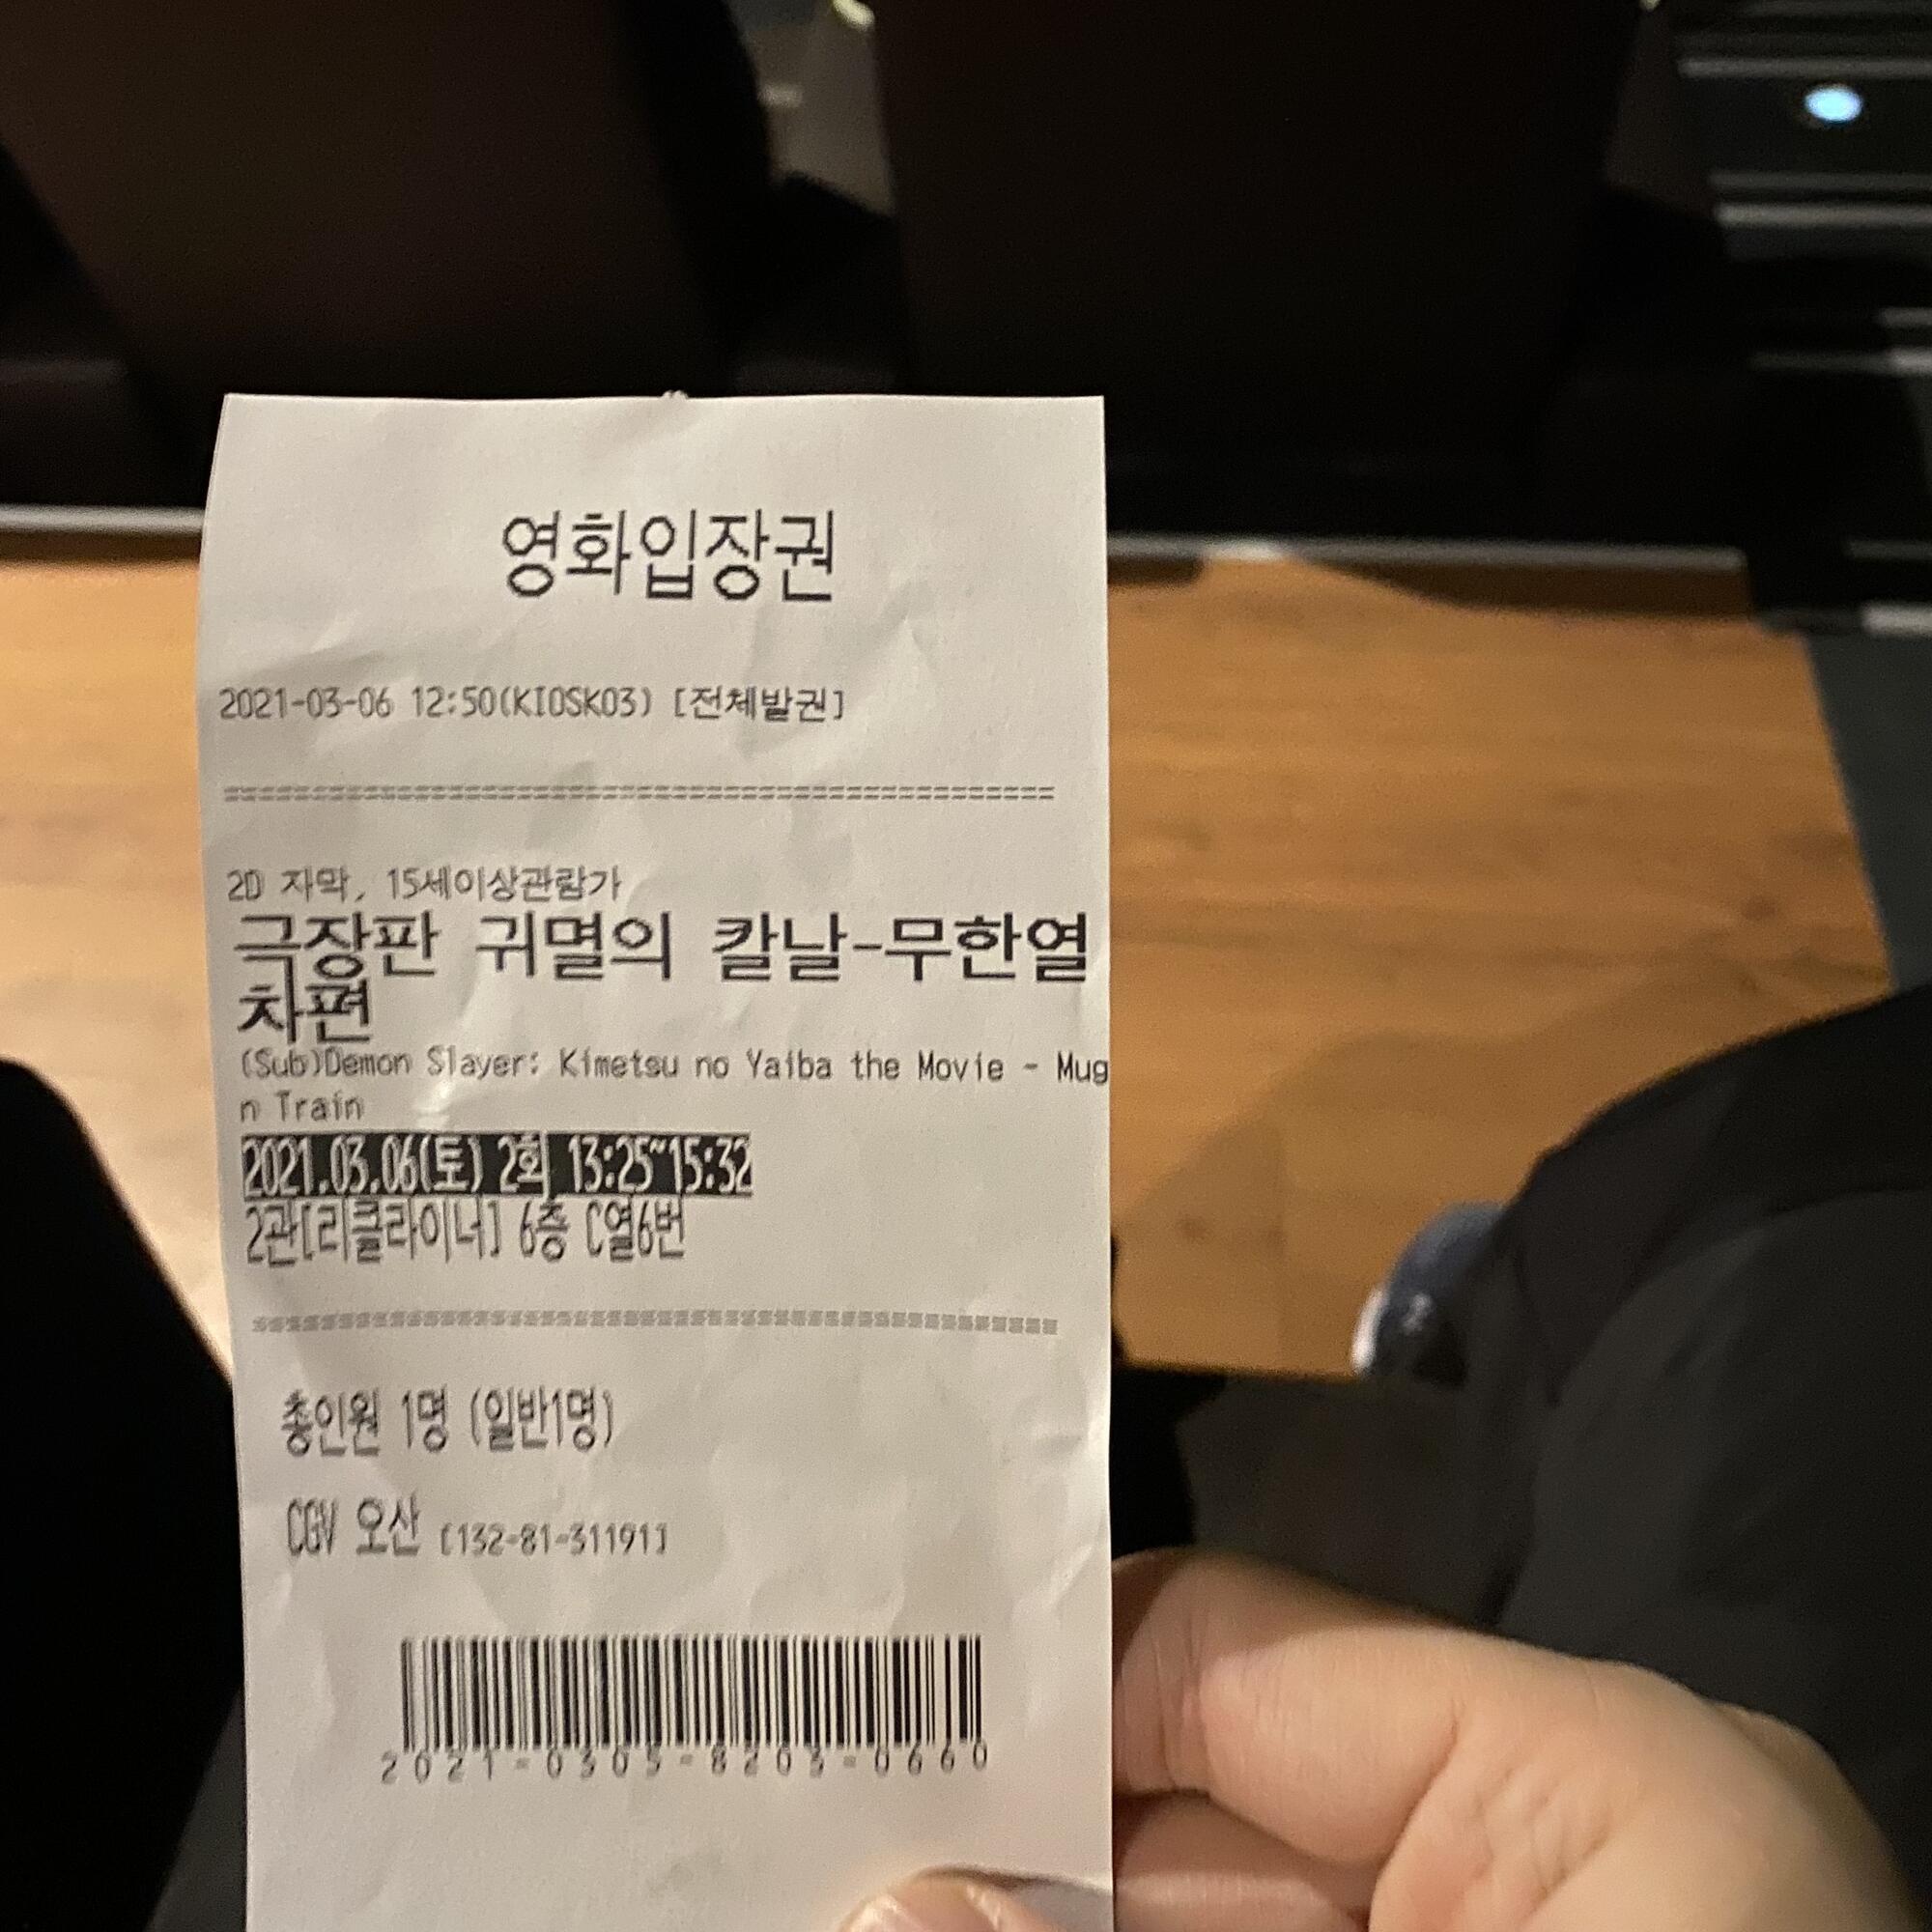 영화입장권
2021-03-06 12:50(KIOSK03) [전체발권]
================================================
2D 자막, 15세이상관람가
극장판 귀멸의 칼날-무한열
차편
(Sub)Demon Slayer: Kimetsu no Yaiba the Movie - Mug
n Train
2021.03.06(토) 2회 13:25~15:32
2관[리클라이너] 6층 C열6번
================================================
총인원 1명 (일반1명)
CGV 오산 [132-81-31191]
2021-0305-8203-0660